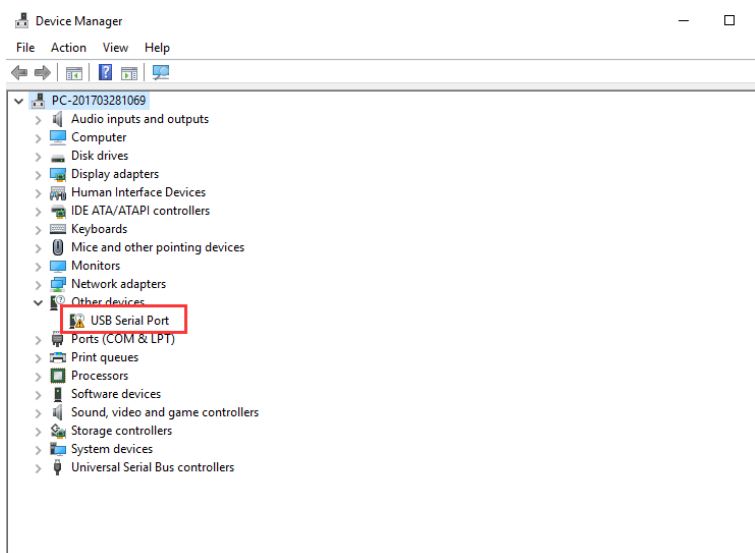 Device Manager
File Action View Help
PC-201703281069
Audio inputs and outputs
Computer
Disk drives
Display adapters
Human Interface Devices
IDE ATA/ATAPI controllers
Keyboards
Mice and other pointing devices
Monitors
Network adapters
Other devices
USB Serial Port
Ports (COM & LPT)
Print queues
Processors
Software devices
Sound, video and game controllers
Storage controllers
System devices
Universal Serial Bus controllers